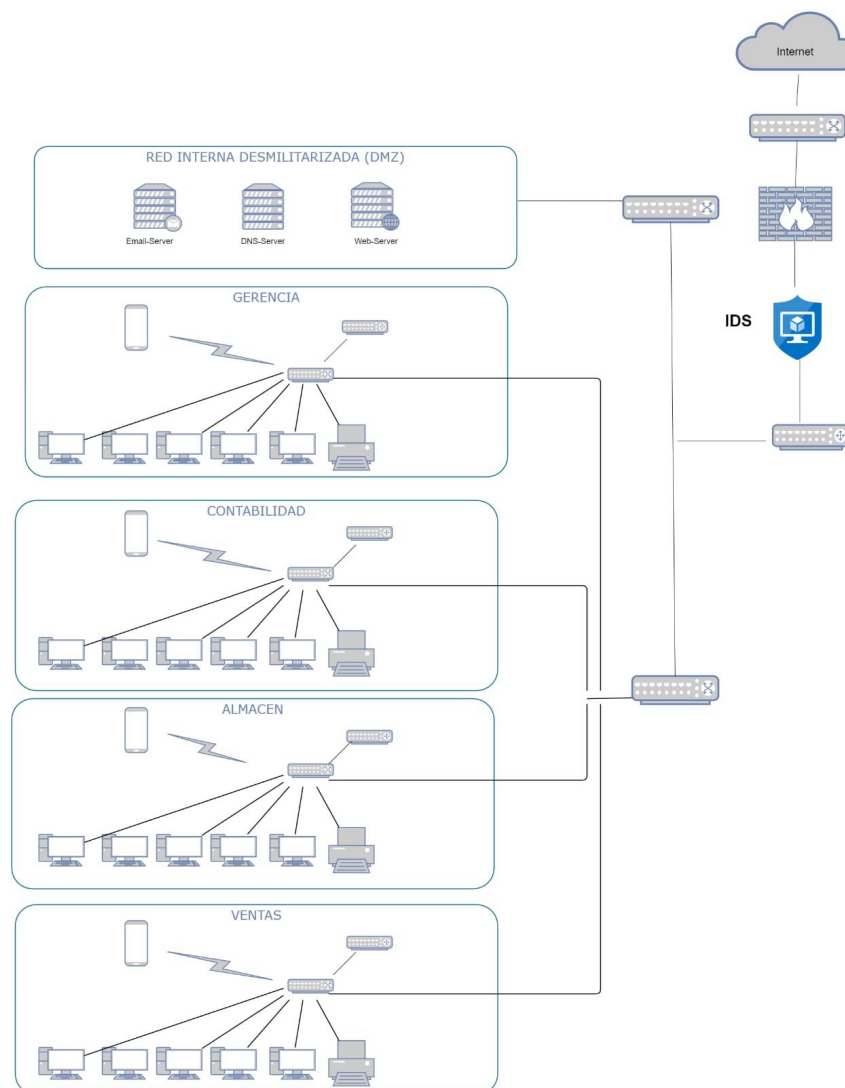 Internet
RED INTERNA DESMILITARIZADA (DMZ)
Email-Server
DNS-Server
Web-Server
GERENCIA
IDS
CONTABILIDAD
ALMACEN
VENTAS